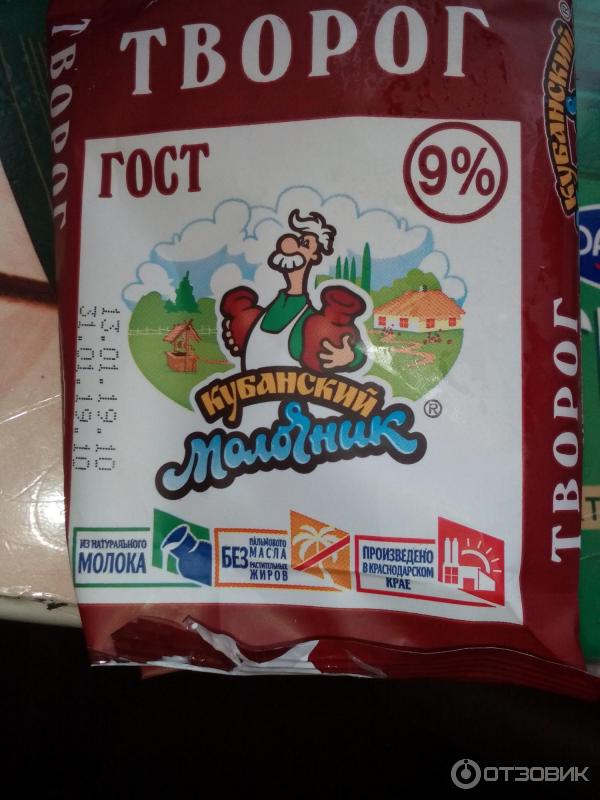 ТВОРОГ
ТВОРОГ
КУБАНСКИЙ
ГОСТ
9%
КУБАНСКИЙ
МОЛОЧНИК
®
ИЗ НАТУРАЛЬНОГО
МОЛОКА
БЕЗ
ПАЛЬМОВОГО
МАСЛА
РАСТИТЕЛЬНЫХ
ЖИРОВ
ПРОИЗВЕДЕНО
В КРАСНОДАРСКОМ
КРАЕ
ТВОРОГ
ОТЗОВИК